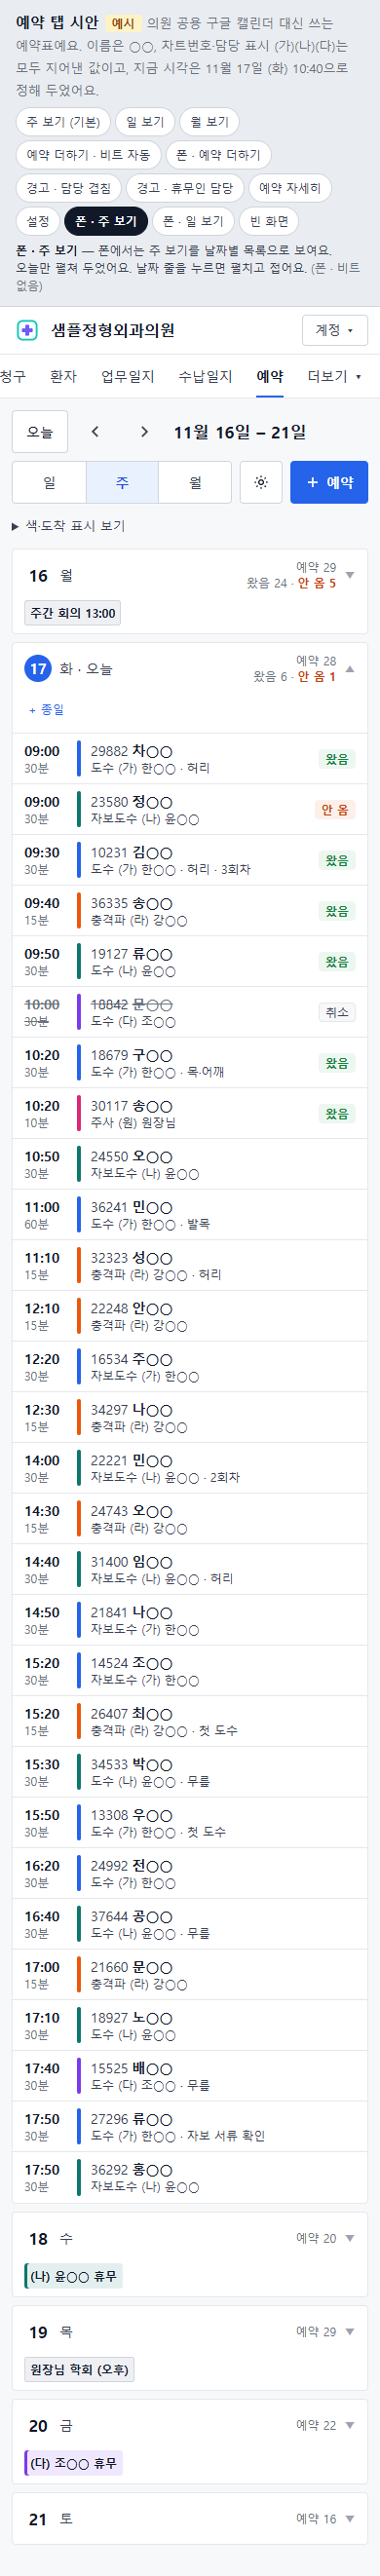 예약 탭 시안 예시 의원 공용 구글 캘린더 대신 쓰는
예약표예요. 이름은 ○○, 차트번호·담당 표시 (가)(나)(다)는
모두 지어낸 값이고, 지금 시각은 11월 17일 (화) 10:40으로
정해 두었어요.
주 보기 (기본) 일 보기 월 보기
예약 더하기 · 비트 자동 폰 · 예약 더하기
경고 · 담당 겹침 경고 · 휴무인 담당 예약 자세히
설정 폰 · 주 보기 폰 · 일 보기 빈 화면
폰 · 주 보기 — 폰에서는 주 보기를 날짜별 목록으로 보여요.
오늘만 펼쳐 두었어요. 날짜 줄을 누르면 펼치고 접어요. (폰 · 비트
없음)
샘플정형외과의원 계정 ▾
청구 환자 업무일지 수납일지 예약 더보기 ▾
오늘 11월 16일 – 21일
일 주 월 + 예약
▶ 색·도착 표시 보기
16 월 예약 29
왔음 24 · 안 옴 5 ▼
주간 회의 13:00
17 화 · 오늘 예약 28
왔음 6 · 안 옴 1 ▲
+ 종일
09:00 29882 차○○ 왔음
30분 도수 (가) 한○○ · 허리
09:00 23580 정○○ 안 옴
30분 자보도수 (나) 윤○○
09:30 10231 김○○ 왔음
30분 도수 (가) 한○○ · 허리 · 3회차
09:40 36335 송○○ 왔음
15분 충격파 (라) 강○○
09:50 19127 류○○ 왔음
30분 도수 (나) 윤○○
10:00 18842 문○○ 취소
30분 도수 (다) 조○○
10:20 18679 구○○ 왔음
30분 도수 (가) 한○○ · 목·어깨
10:20 30117 송○○ 왔음
10분 주사 (원) 원장님
10:50 24550 오○○
30분 자보도수 (나) 윤○○
11:00 36241 민○○
60분 도수 (가) 한○○ · 발목
11:10 32323 성○○
15분 충격파 (라) 강○○ · 허리
12:10 22248 안○○
15분 충격파 (라) 강○○
12:20 16534 주○○
30분 자보도수 (가) 한○○
12:30 34297 나○○
15분 충격파 (라) 강○○
14:00 22221 민○○
30분 자보도수 (나) 윤○○ · 2회차
14:30 24743 오○○
15분 충격파 (라) 강○○
14:40 31400 임○○
30분 자보도수 (나) 윤○○ · 허리
14:50 21841 나○○
30분 자보도수 (가) 한○○
15:20 14524 조○○
30분 자보도수 (가) 한○○
15:20 26407 최○○
15분 충격파 (라) 강○○ · 첫 도수
15:30 34533 박○○
30분 도수 (나) 윤○○ · 무릎
15:50 13308 우○○
30분 도수 (가) 한○○ · 첫 도수
16:20 24992 전○○
30분 도수 (가) 한○○
16:40 37644 공○○
30분 도수 (나) 윤○○ · 무릎
17:00 21660 문○○
15분 충격파 (라) 강○○
17:10 18927 노○○
30분 도수 (나) 윤○○
17:40 15525 배○○
30분 도수 (다) 조○○ · 무릎
17:50 27296 류○○
30분 도수 (가) 한○○ · 자보 서류 확인
17:50 36292 홍○○
30분 자보도수 (나) 윤○○
18 수 예약 20 ▼
(나) 윤○○ 휴무
19 목 예약 29 ▼
원장님 학회 (오후)
20 금 예약 22 ▼
(다) 조○○ 휴무
21 토 예약 16 ▼